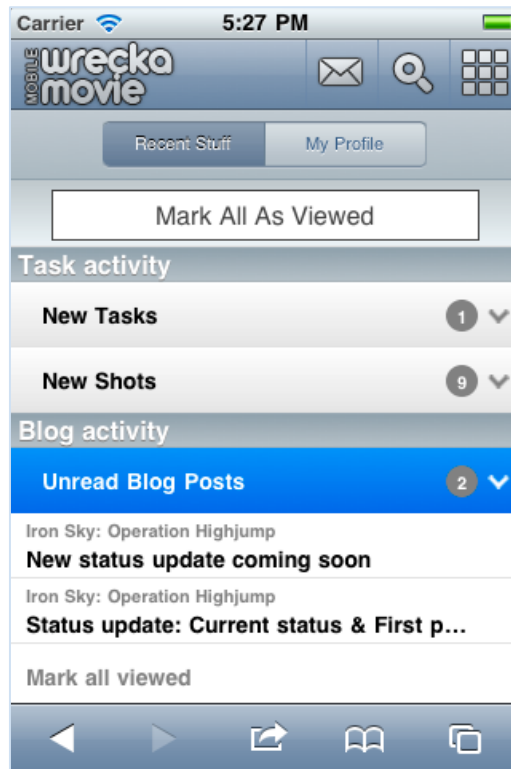 Carrier 5:27 PM
MOBILE
wrecka
movie
Recent Stuff My Profile
Mark All As Viewed
Task activity
New Tasks 1
New Shots 9
Blog activity
Unread Blog Posts 2
Iron Sky: Operation Highjump
New status update coming soon
Iron Sky: Operation Highjump
Status update: Current status & First p...
Mark all viewed